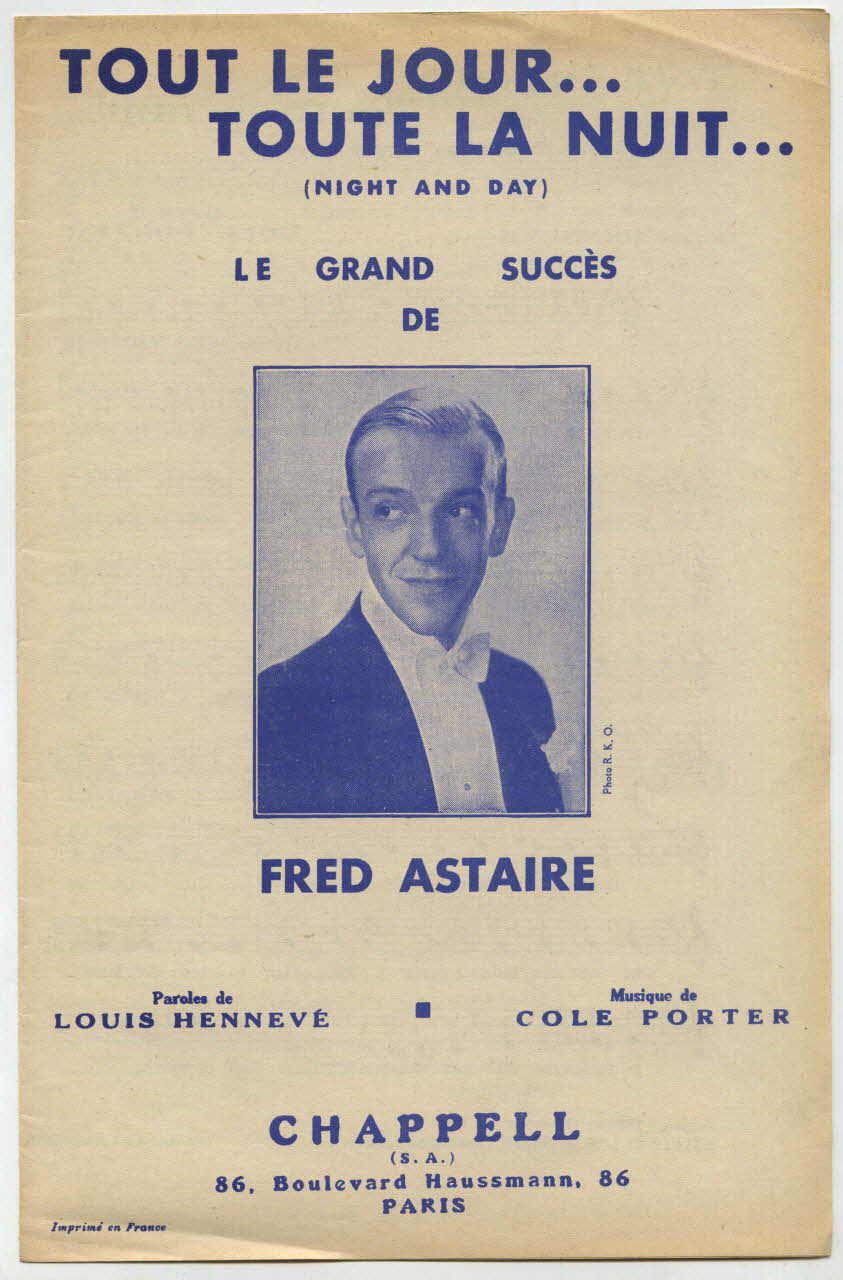 TOUT LE JOUR...
TOUTE LA NUIT...
(NIGHT AND DAY)
LE GRAND SUCCÈS
DE
Photo R. K. O.
FRED ASTAIRE
Paroles de
LOUIS HENNEVÉ
Musique de
COLE PORTER
CHAPPELL
(S. A.)
86, Boulevard Haussmann, 86
PARIS
Imprimé en France